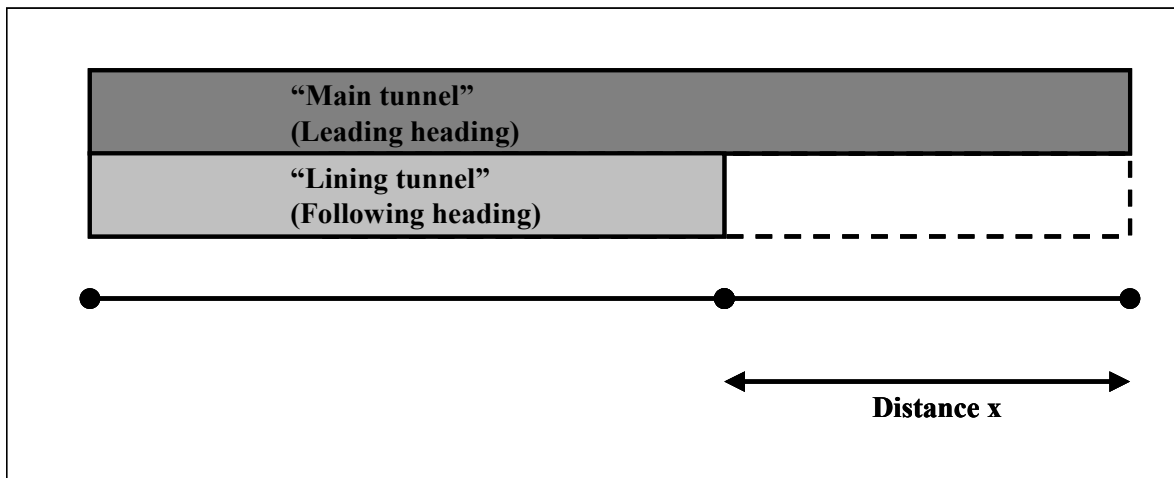 “Main tunnel”
(Leading heading)
“Lining tunnel”
(Following heading)
Distance x